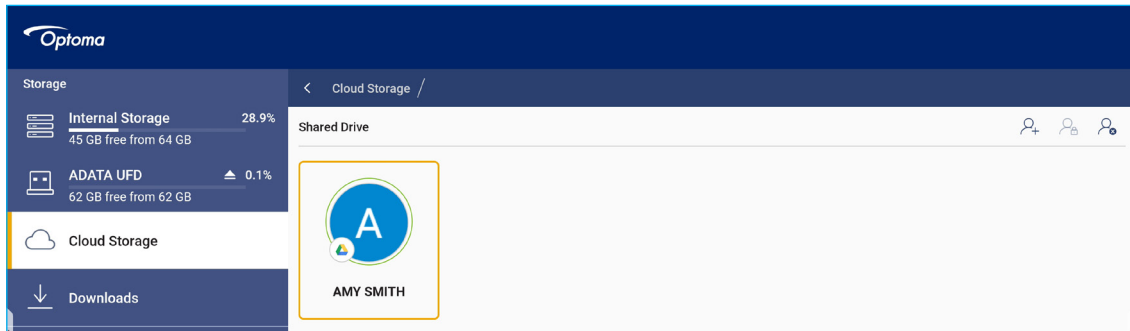 Optoma
Storage
Internal Storage 28.9%
45 GB free from 64 GB
ADATA UFD 0.1%
62 GB free from 62 GB
Cloud Storage
Downloads
< Cloud Storage /
Shared Drive
A
AMY SMITH